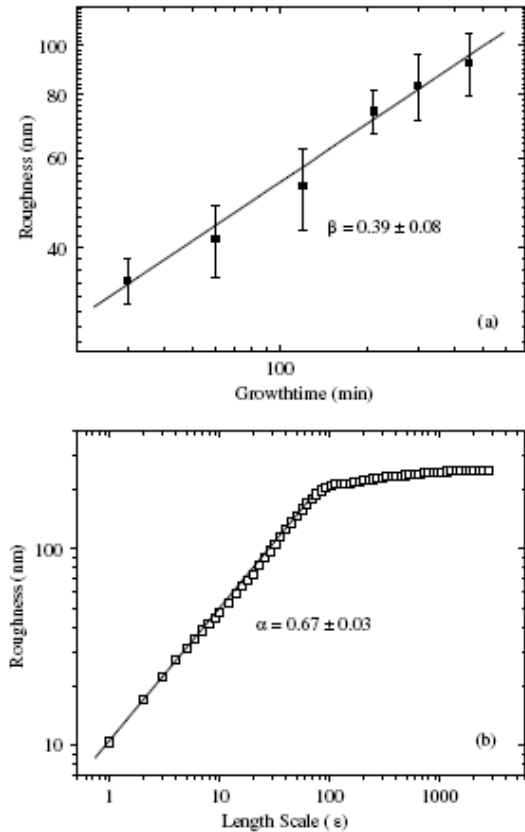 (a)
100
80
60
40
Roughness (nm)
β = 0.39 ± 0.08
100
Growthtime (min)
100
10
Roughness (nm)
α = 0.67 ± 0.03
(b)
1 10 100 1000
Length Scale (ε)